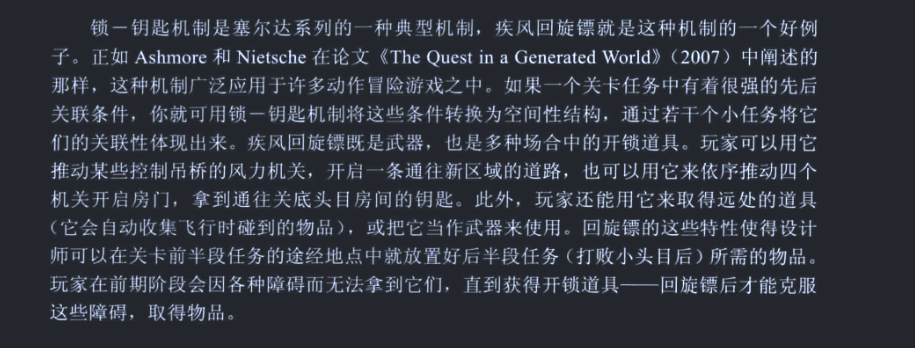 锁－钥匙机制是塞尔达系列的一种典型机制，疾风回旋镖就是这种机制的一个好例
子。正如 Ashmore 和 Nietsche 在论文《The Quest in a Generated World》（2007）中阐述的
那样，这种机制广泛应用于许多动作冒险游戏之中。如果一个关卡任务中有着很强的先后
关联条件，你就可用锁－钥匙机制将这些条件转换为空间性结构，通过若干个小任务将它
们的关联性体现出来。疾风回旋镖既是武器，也是多种场合中的开锁道具。玩家可以用它
推动某些控制吊桥的风力机关，开启一条通往新区域的道路，也可以用它来依序推动四个
机关开启房门，拿到通往关底头目房间的钥匙。此外，玩家还能用它来取得远处的道具
（它会自动收集飞行时碰到的物品），或把它当作武器来使用。回旋镖的这些特性使得设计
师可以在关卡前半段任务的途经地点中就放置好后半段任务（打败小头目后）所需的物品。
玩家在前期阶段会因各种障碍而无法拿到它们，直到获得开锁道具——回旋镖后才能克服
这些障碍，取得物品。